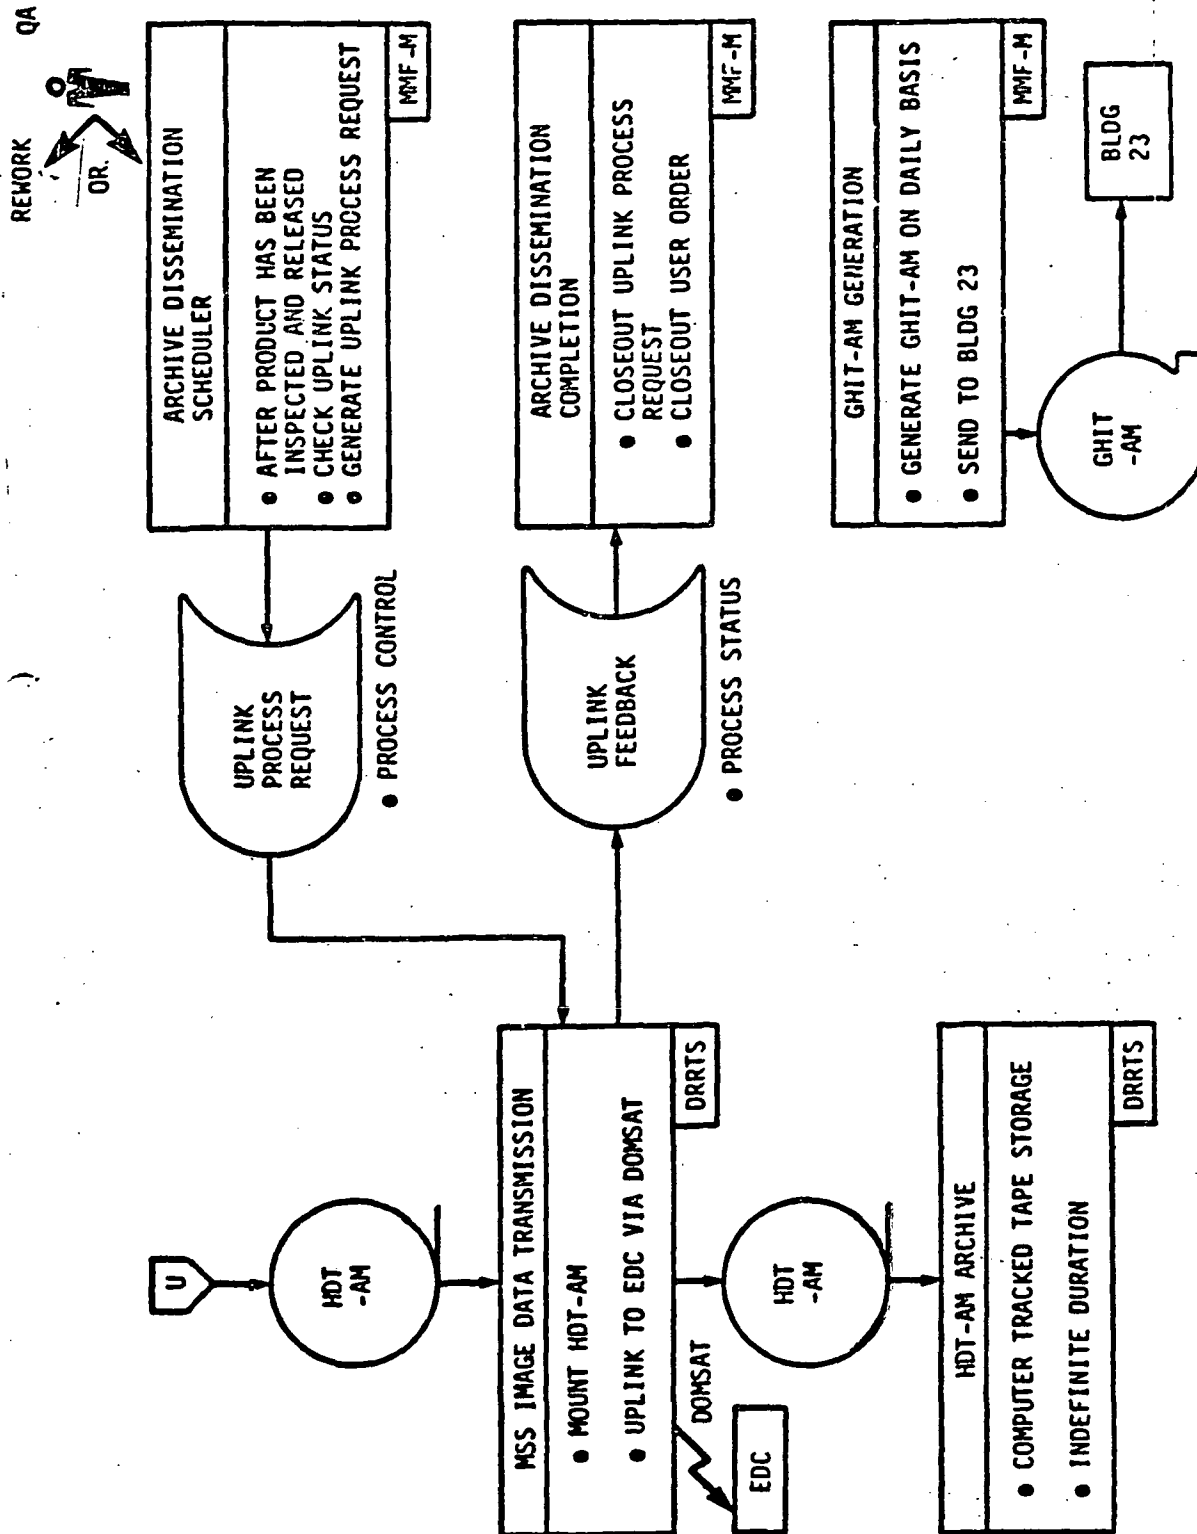 U
HDT
-AM
MSS IMAGE DATA TRANSMISSION
● MOUNT HDT-AM
● UPLINK TO EDC VIA DOMSAT
DRRTS
DOMSAT
EDC
HDT
-AM
HDT-AM ARCHIVE
● COMPUTER TRACKED TAPE STORAGE
● INDEFINITE DURATION
DRRTS
UPLINK
PROCESS
REQUEST
● PROCESS CONTROL
UPLINK
FEEDBACK
● PROCESS STATUS
REWORK
OR
QA
ARCHIVE DISSEMINATION
SCHEDULER
● AFTER PRODUCT HAS BEEN
INSPECTED AND RELEASED
● CHECK UPLINK STATUS
● GENERATE UPLINK PROCESS REQUEST
MMF-M
ARCHIVE DISSEMINATION
COMPLETION
● CLOSEOUT UPLINK PROCESS
REQUEST
● CLOSEOUT USER ORDER
MMF-M
GHIT-AM GENERATION
● GENERATE GHIT-AM ON DAILY BASIS
● SEND TO BLDG 23
MMF-M
GHIT
-AM
BLDG
23